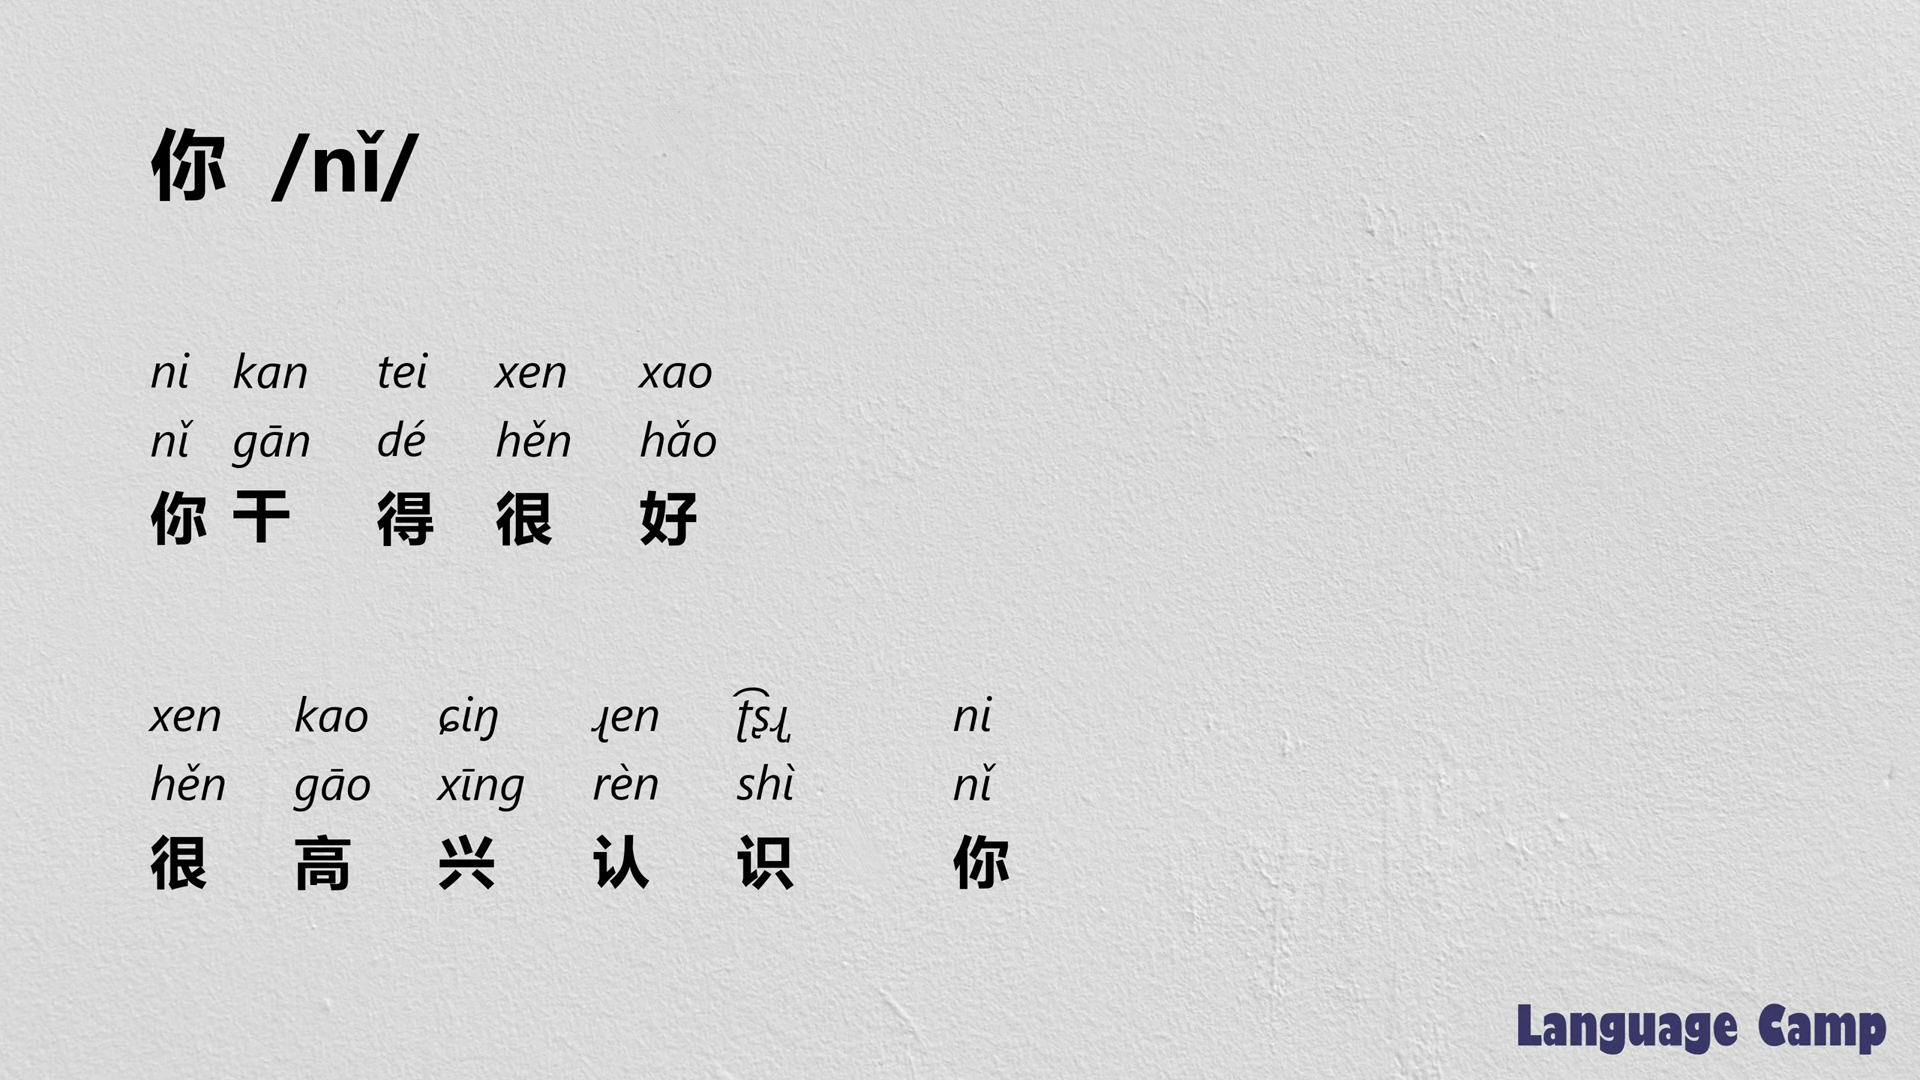 你 /nǐ/
ni kan tei xen xao
nǐ gān dé hěn hǎo
你 干 得 很 好
xen kao ɕiŋ ɻen ʈ͡ʂɻ̩ ni
hěn gāo xīng rèn shì nǐ
很 高 兴 认 识 你
Language Camp